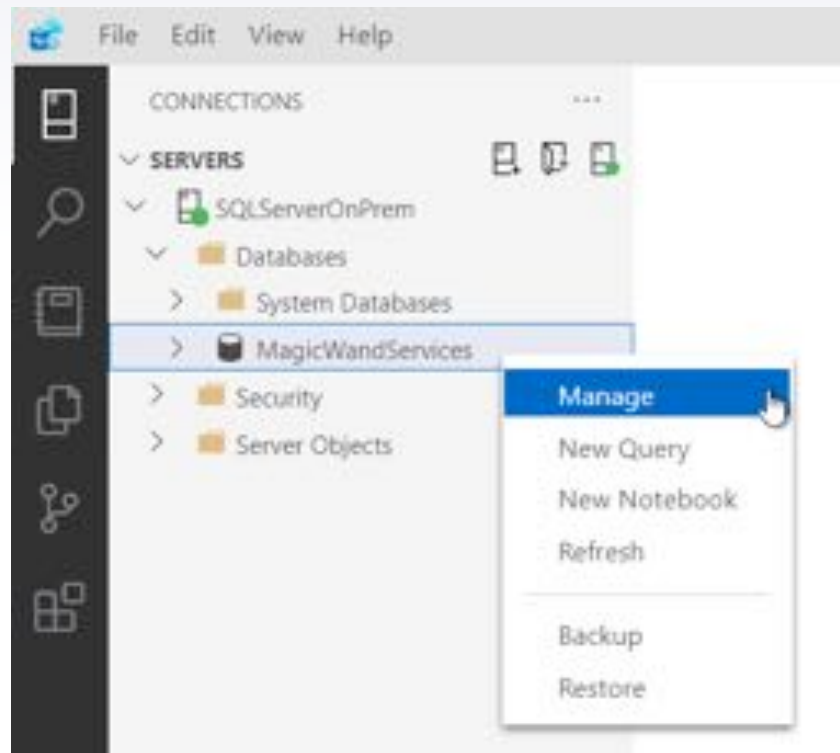 File Edit View Help
CONNECTIONS ...
SERVERS
SQLServerOnPrem
Databases
System Databases
MagicWandServices
Security
Server Objects
Manage
New Query
New Notebook
Refresh
Backup
Restore